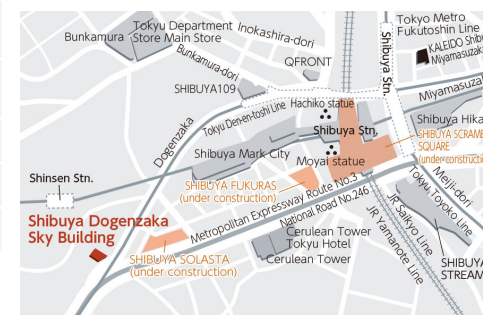 Tokyo Department
Store Main Store
Inokashira-dori
Bunkamura
Bunkamura-dori
Tokyo Metro
Fukutoshin Line
KALEIDO Shibu
Miyamasuzaka
QFRONT
Shibuya Stn.
SHIBUYA109
Hachiko statue
Miyamasuz
Tokyu Den-en-toshi Line
Dogenzaka
Shibuya Stn.
Shibuya Hika
SHIBUYA SCRAMB
SQUARE
(under construction
Shibuya Mark City
Moyai statue
Shinsen Stn.
SHIBUYA FUKURAS
(under construction)
Meiji-dori
Tokyu Toyoko Line
Metropolitan Expressway Route No.3
National Road No.246
Shibuya Dogenzaka
Sky Building
Cerulean Tower
Tokyu Hotel
Cerulean Tower
JR Saikyo Line
JR Yamanote Line
SHIBUYA SOLASTA
(under construction)
SHIBUYA
STREAM